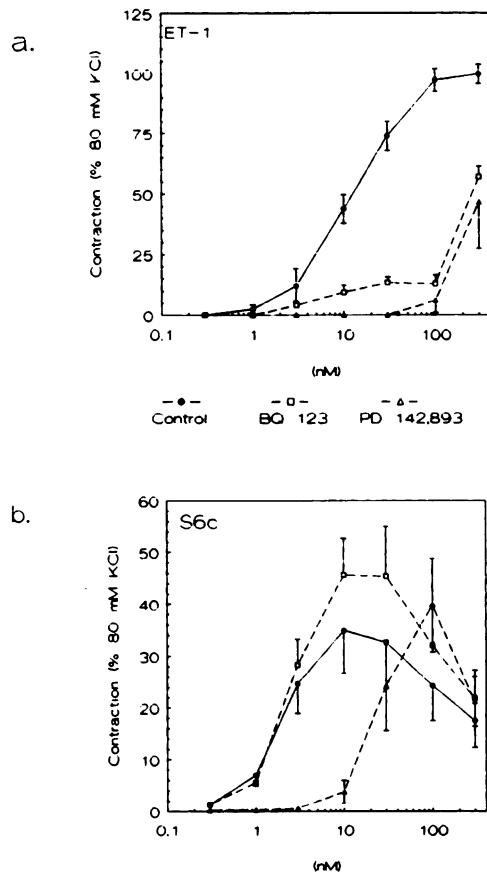 a.
ET-1
Contraction (% 80 mM KCl)
125
100
75
50
25
0
0.1 1 10 100
(nM)
Control BQ 123 PD 142,893
b.
S6c
Contraction (% 80 mM KCl)
60
50
40
30
20
10
0
0.1 1 10 100
(nM)